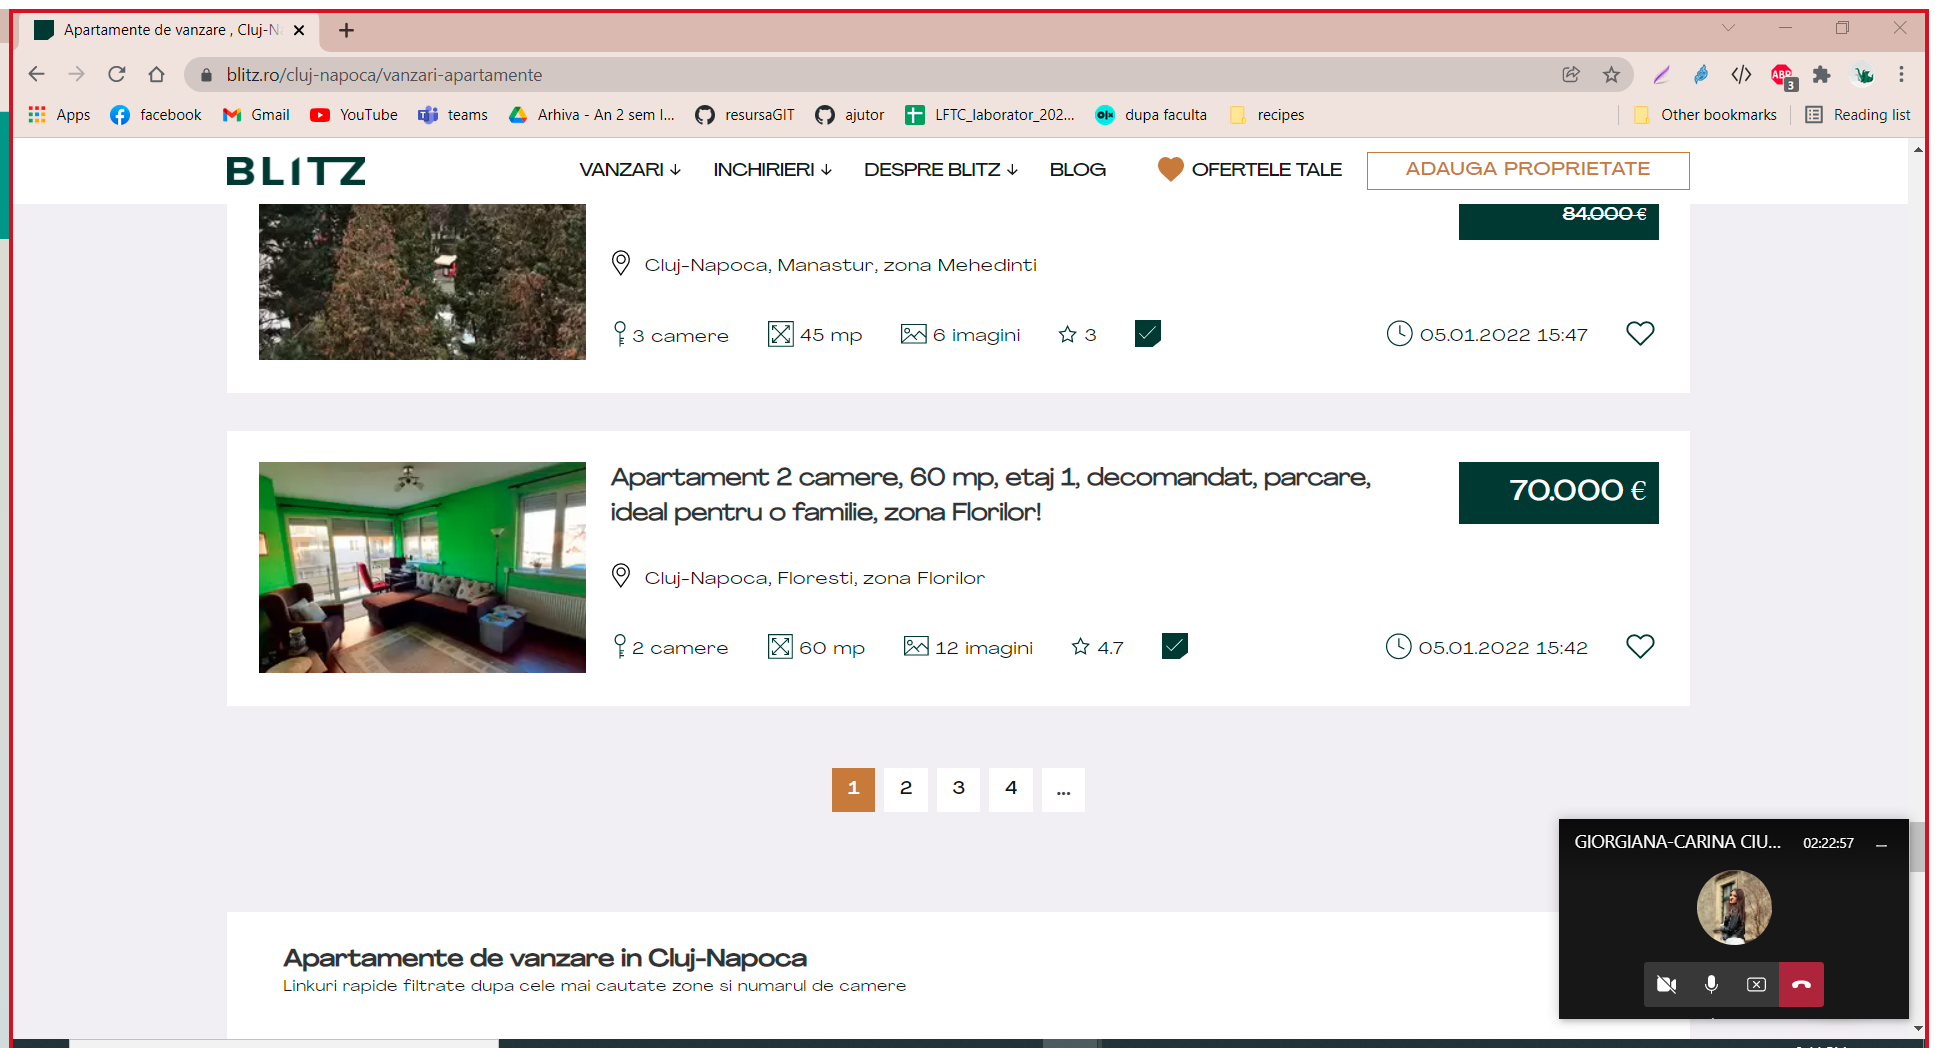 Apartamente de vanzare , Cluj-N
blitz.ro/cluj-napoca/vanzari-apartamente
ABP
3
Apps
facebook
Gmail
YouTube
teams
Arhiva - An 2 sem I...
resursaGIT
ajutor
LFTC_laborator_202...
olx
dupa faculta
recipes
Other bookmarks
Reading list
BLITZ
VANZARI ↓
INCHIRIERI ↓
DESPRE BLITZ ↓
BLOG
OFERTELE TALE
ADAUGA PROPRIETATE
84.000 €
Cluj-Napoca, Manastur, zona Mehedinti
3 camere
45 mp
6 imagini
3
05.01.2022 15:47
Apartament 2 camere, 60 mp, etaj 1, decomandat, parcare,
ideal pentru o familie, zona Florilor!
70.000 €
Cluj-Napoca, Floresti, zona Florilor
2 camere
60 mp
12 imagini
4.7
05.01.2022 15:42
1 2 3 4 ...
GIORGIANA-CARINA CIU...
02:22:57
Apartamente de vanzare in Cluj-Napoca
Linkuri rapide filtrate dupa cele mai cautate zone si numarul de camere